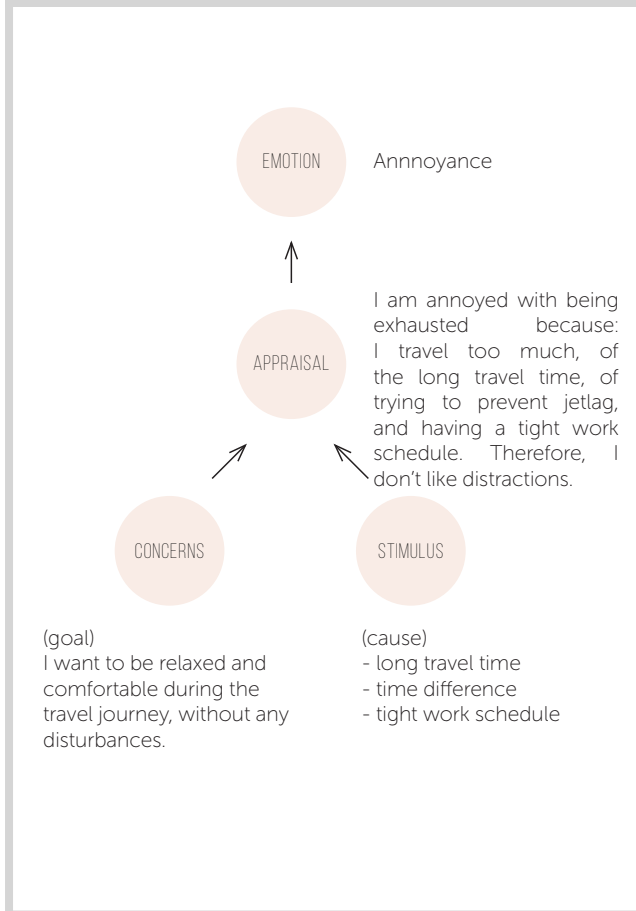 EMOTION
Annnoyance
I am annoyed with being
exhausted because:
I travel too much, of
the long travel time, of
trying to prevent jetlag,
and having a tight work
schedule. Therefore, I
don't like distractions.
APPRAISAL
CONCERNS
STIMULUS
(goal)
I want to be relaxed and
comfortable during the
travel journey, without any
disturbances.
(cause)
- long travel time
- time difference
- tight work schedule